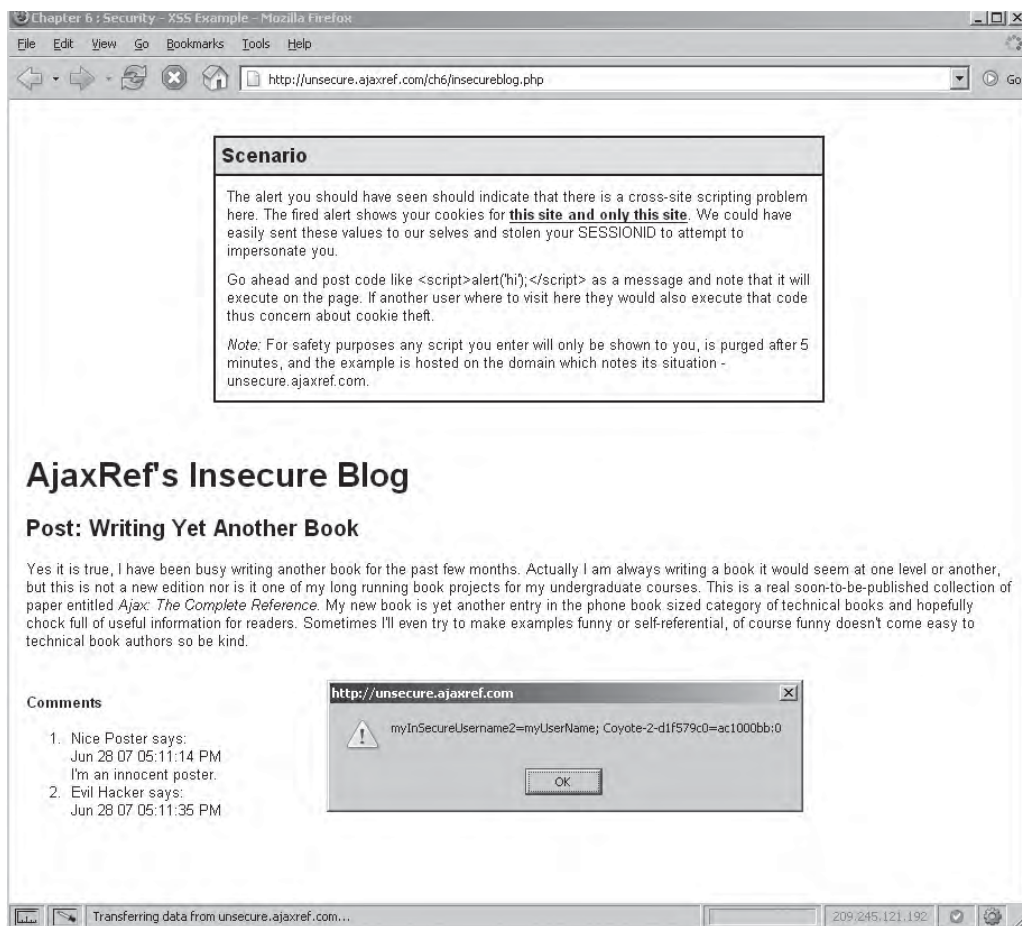 Chapter 6 : Security - XSS Example - Mozilla Firefox
File Edit View Go Bookmarks Tools Help
http://unsecure.ajaxref.com/ch6/insecureblog.php Go
Scenario
The alert you should have seen should indicate that there is a cross-site scripting problem
here. The fired alert shows your cookies for this site and only this site. We could have
easily sent these values to our selves and stolen your SESSIONID to attempt to
impersonate you.
Go ahead and post code like <script>alert('hi');</script> as a message and note that it will
execute on the page. If another user where to visit here they would also execute that code
thus concern about cookie theft.
Note: For safety purposes any script you enter will only be shown to you, is purged after 5
minutes, and the example is hosted on the domain which notes its situation -
unsecure.ajaxref.com.
AjaxRef's Insecure Blog
Post: Writing Yet Another Book
Yes it is true, I have been busy writing another book for the past few months. Actually I am always writing a book it would seem at one level or another,
but this is not a new edition nor is it one of my long running book projects for my undergraduate courses. This is a real soon-to-be-published collection of
paper entitled Ajax: The Complete Reference. My new book is yet another entry in the phone book sized category of technical books and hopefully
chock full of useful information for readers. Sometimes I'll even try to make examples funny or self-referential, of course funny doesn't come easy to
technical book authors so be kind.
Comments
1. Nice Poster says:
Jun 28 07 05:11:14 PM
I'm an innocent poster.
2. Evil Hacker says:
Jun 28 07 05:11:35 PM
http://unsecure.ajaxref.com
myInSecureUsername2=myUserName; Coyote-2-d1f579c0=ac1000bb:0
OK
Transferring data from unsecure.ajaxref.com...
209.245.121.192